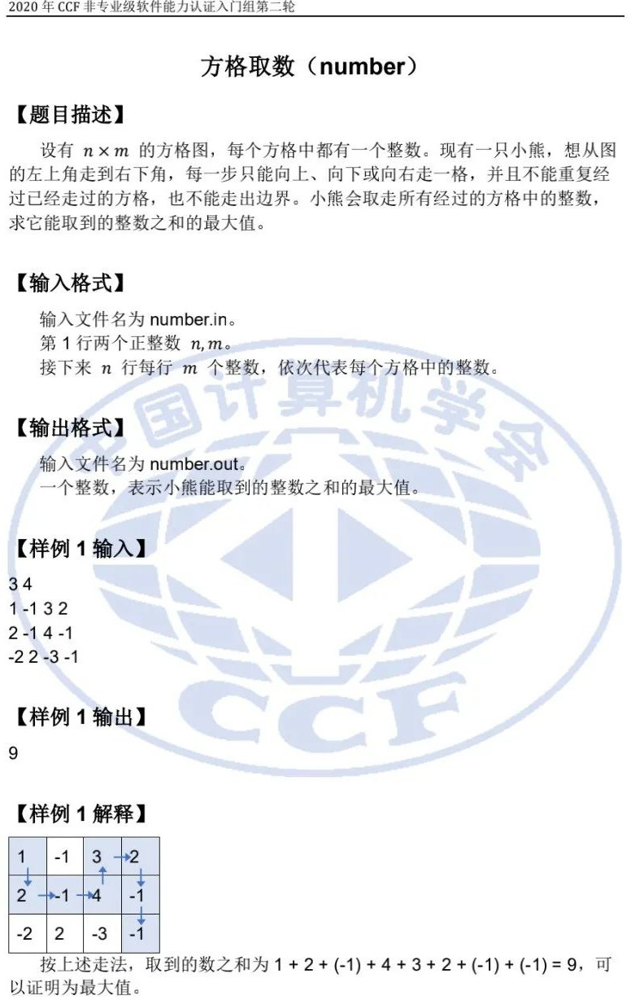 2020 年 CCF 非专业级软件能力认证入门组第二轮
方格取数（number）
【题目描述】
设有 n × m 的方格图，每个方格中都有一个整数。现有一只小熊，想从图
的左上角走到右下角，每一步只能向上、向下或向右走一格，并且不能重复经
过已经走过的方格，也不能走出边界。小熊会取走所有经过的方格中的整数，
求它能取到的整数之和的最大值。
【输入格式】
输入文件名为 number.in。
第 1 行两个正整数 n, m。
接下来 n 行每行 m 个整数，依次代表每个方格中的整数。
中国计算机学会
【输出格式】
输入文件名为 number.out。
一个整数，表示小熊能取到的整数之和的最大值。
【样例 1 输入】
3 4
1 -1 3 2
2 -1 4 -1
-2 2 -3 -1
CCF
【样例 1 输出】
9
【样例 1 解释】
1 -1 3 2
2 -1 4 -1
-2 2 -3 -1
按上述走法，取到的数之和为 1 + 2 + (-1) + 4 + 3 + 2 + (-1) + (-1) = 9，可
以证明为最大值。